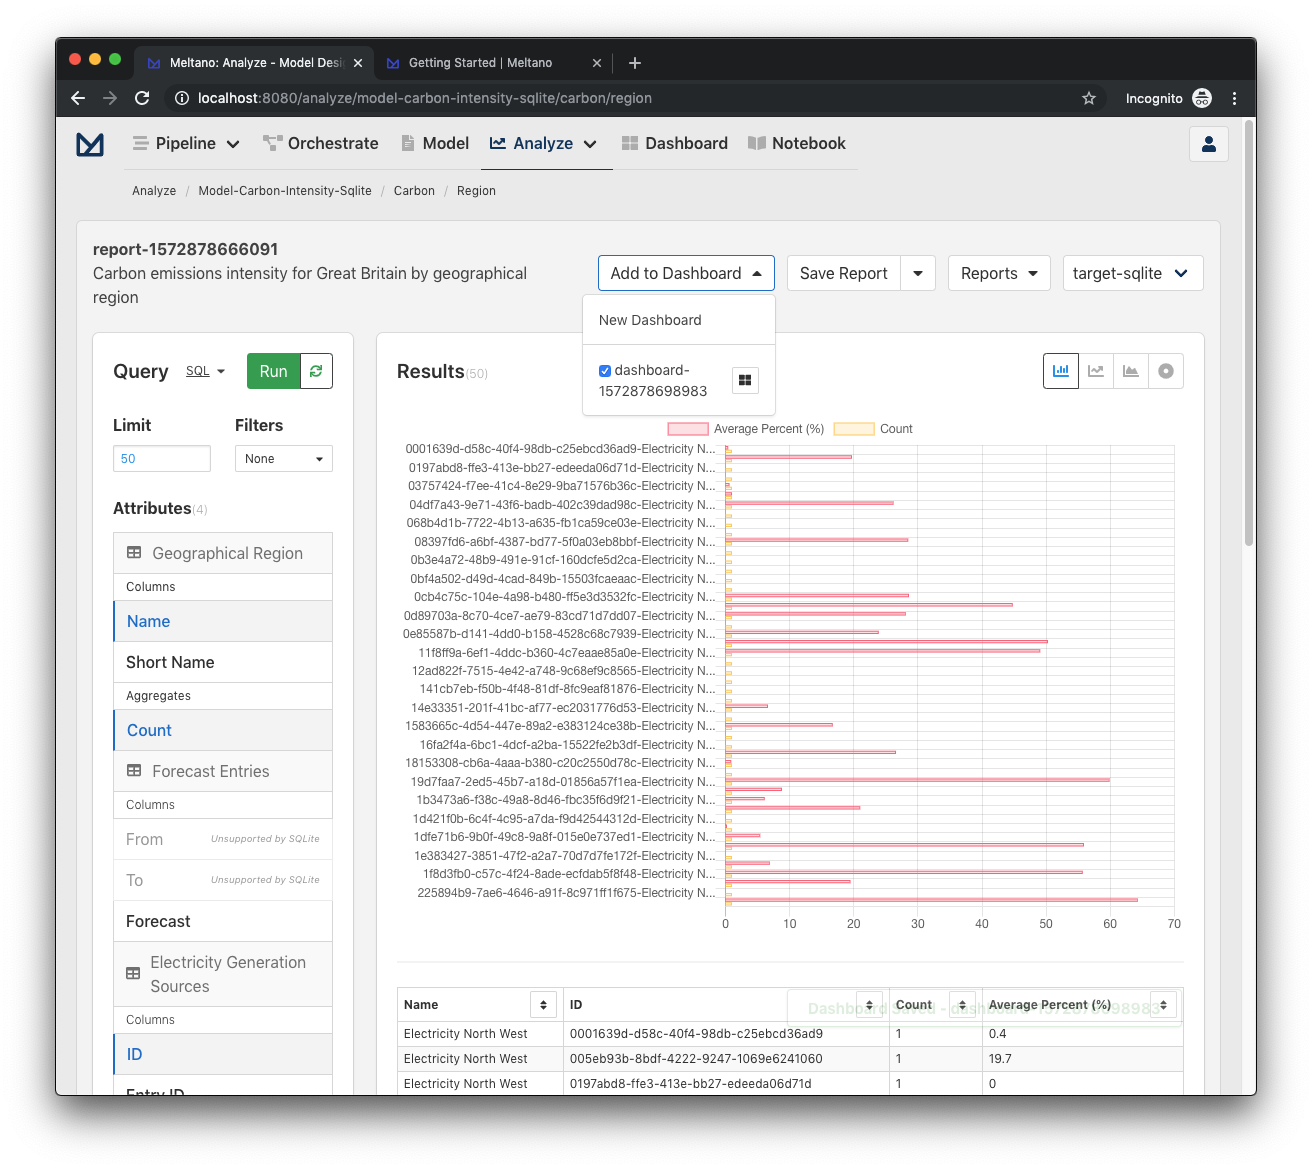 Meltano: Analyze - Model Desi
Getting Started | Meltano
localhost:8080/analyze/model-carbon-intensity-sqlite/carbon/region
Incognito
Pipeline
Orchestrate
Model
Analyze
Dashboard
Notebook
Analyze / Model-Carbon-Intensity-Sqlite / Carbon / Region
report-1572878666091
Carbon emissions intensity for Great Britain by geographical
region
Add to Dashboard
Save Report
Reports
target-sqlite
New Dashboard
dashboard-
1572878698983
Query
SQL
Run
Limit
Filters
50
None
Attributes(4)
Geographical Region
Columns
Name
Short Name
Aggregates
Count
Forecast Entries
Columns
From
Unsupported by SQLite
To
Unsupported by SQLite
Forecast
Electricity Generation
Sources
Columns
ID
Entry ID
Results(50)
Average Percent (%)
Count
0001639d-d58c-40f4-98db-c25ebcd36ad9-Electricity N...
0197abd8-ffe3-413e-bb27-edeeda06d71d-Electricity N...
03757424-f7ee-41c4-8e29-9ba71576b36c-Electricity N...
04df7a43-9e71-43f6-badb-402c39dad98c-Electricity N...
068b4d1b-7722-4b13-a635-fb1ca59ce03e-Electricity N...
08397fd6-a6bf-4387-bd77-5f0a03eb8bbf-Electricity N...
0b3e4a72-48b9-491e-91cf-160dcfe5d2ca-Electricity N...
0bf4a502-d49d-4cad-849b-15503fcaeaac-Electricity N...
0cb4c75c-104e-4a98-b480-ff5e3d3532fc-Electricity N...
0d89703a-8c70-4ce7-ae79-83cd71d7dd07-Electricity N...
0e85587b-d141-4dd0-b158-4528c68c7939-Electricity N...
11f8ff9a-6ef1-4ddc-b360-4c7eaae85a0e-Electricity N...
12ad822f-7515-4e42-a748-9c68ef9c8565-Electricity N...
141cb7eb-f50b-4f48-81df-8fc9eaf81876-Electricity N...
14e33351-201f-41bc-af77-ec2031776d53-Electricity N...
1583665c-4d54-447e-89a2-e383124ce38b-Electricity N...
16fa2f4a-6bc1-4dcf-a2ba-15522fe2b3df-Electricity N...
18153308-cb6a-4aaa-b380-c20c2550d78c-Electricity N...
19d7faa7-2ed5-45b7-a18d-01856a57f1ea-Electricity N...
1b3473a6-f38c-49a8-8d46-fbc35f6d9f21-Electricity N...
1d421f0b-6c4f-4c95-a7da-f9d42544312d-Electricity N...
1dfe71b6-9b0f-49c8-9a8f-015e0e737ed1-Electricity N...
1e383427-3851-47f2-a2a7-70d7d7fe172f-Electricity N...
1f8d3fb0-c57c-4f24-8ade-ecfdab5f8f48-Electricity N...
225894b9-7ae6-4646-a91f-8c971ff1f675-Electricity N...
0 10 20 30 40 50 60 70
Name ID Count Average Percent (%)
Dashboard Saved - dashboard-1572878698983
Electricity North West 0001639d-d58c-40f4-98db-c25ebcd36ad9 1 0.4
Electricity North West 005eb93b-8bdf-4222-9247-1069e6241060 1 19.7
Electricity North West 0197abd8-ffe3-413e-bb27-edeeda06d71d 1 0